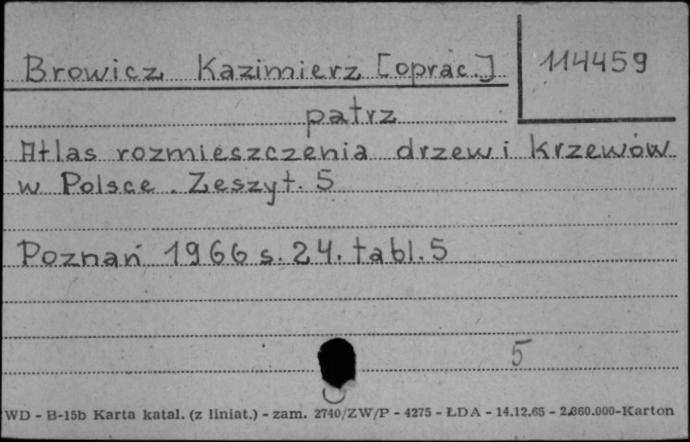 Browicz Kazimierz [oprac.]
114459
patrz
Atlas rozmieszczenia drzew i krzewów
w Polsce. Zeszyt. 5
Poznań 1966 s. 24. tabl. 5
5
WD - B-15b Karta katal. (z liniat.) - zam. 2740/ZW/P - 4275 - ŁDA - 14.12.65 - 2.860.000-Karton